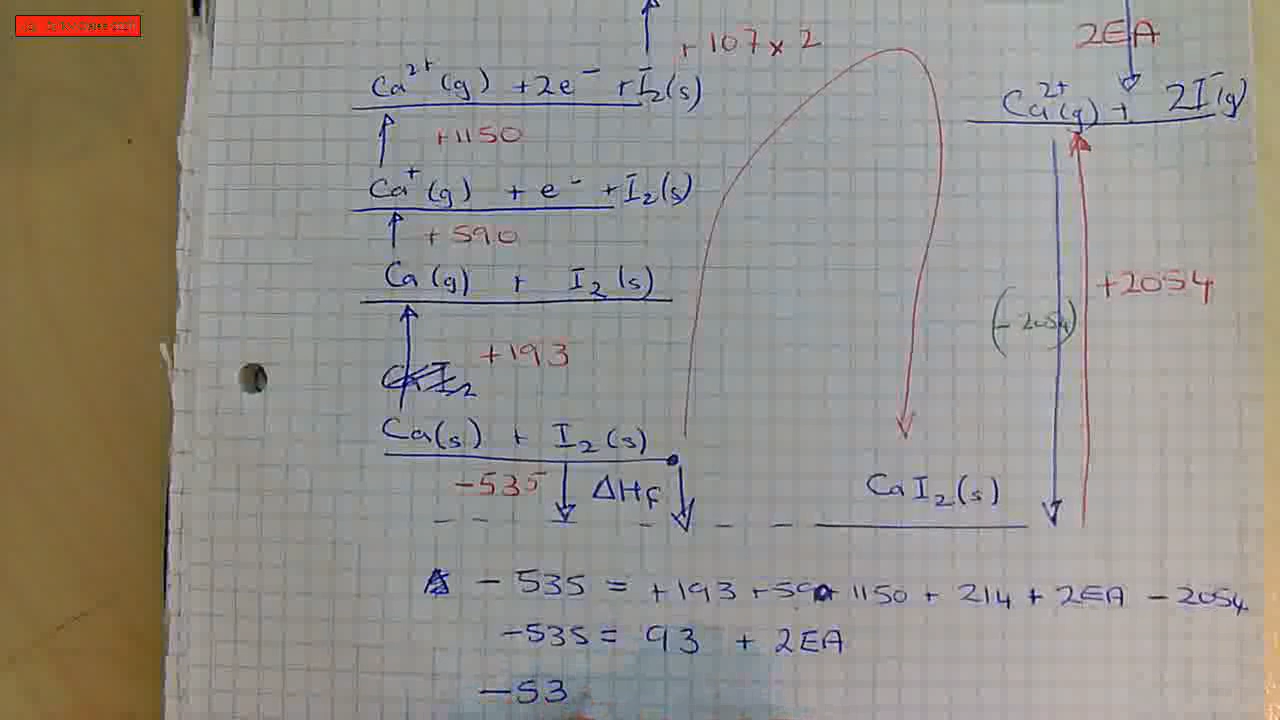 +107 x 2
2EA
Ca²⁺(g) + 2e⁻ + I₂(s)
Ca²⁺(g) + 2I⁻(g)
+1150
Ca⁺(g) + e⁻ + I₂(s)
+590
Ca(g) + I₂(s)
+2054
(-2054)
+193
Ca(s) + I₂(s)
-535 ΔHf
CaI₂(s)
-535 = +193 + 590 + 1150 + 214 + 2EA - 2054
-535 = 93 + 2EA
-53